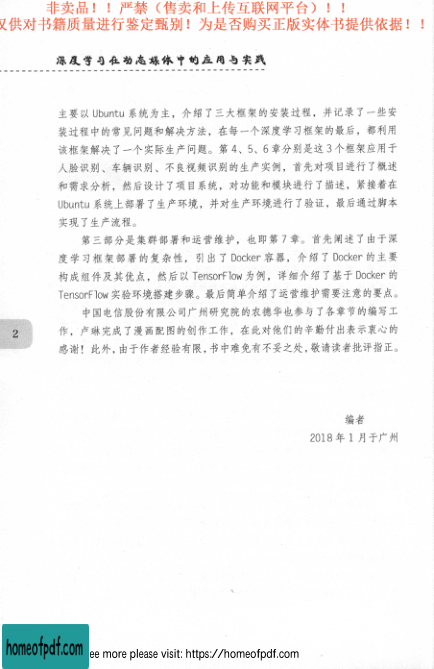 非卖品！！严禁（售卖和上传互联网平台）！！
仅供对书籍质量进行鉴定甄别！为是否购买正版实体书提供依据！！
深度学习在动态媒体中的应用与实践
主要以 Ubuntu 系统为主，介绍了三大框架的安装过程，并记录了一些安
装过程中的常见问题和解决方法，在每一个深度学习框架的最后，都利用
该框架解决了一个实际生产问题。第 4、5、6 章分别是这 3 个框架应用于
人脸识别、车辆识别、不良视频识别的生产实例，首先对项目进行了概述
和需求分析，然后设计了项目系统，对功能和模块进行了描述，紧接着在
Ubuntu 系统上部署了生产环境，并对生产环境进行了验证，最后通过脚本
实现了生产流程。
第三部分是集群部署和运营维护，也即第 7 章。首先阐述了由于深
度学习框架部署的复杂性，引出了 Docker 容器，介绍了 Docker 的主要
构成组件及其优点，然后以 TensorFlow 为例，详细介绍了基于 Docker 的
TensorFlow 实验环境搭建步骤。最后简单介绍了运营维护需要注意的要点。
中国电信股份有限公司广州研究院的农德华也参与了各章节的编写工
作，卢琳完成了漫画配图的创作工作，在此对他们的辛勤付出表示衷心的
感谢！此外，由于作者经验有限，书中难免有不妥之处，敬请读者批评指正。
2
编者
2018 年 1 月于广州
homeofpdf.com
ee more please visit: https://homeofpdf.com